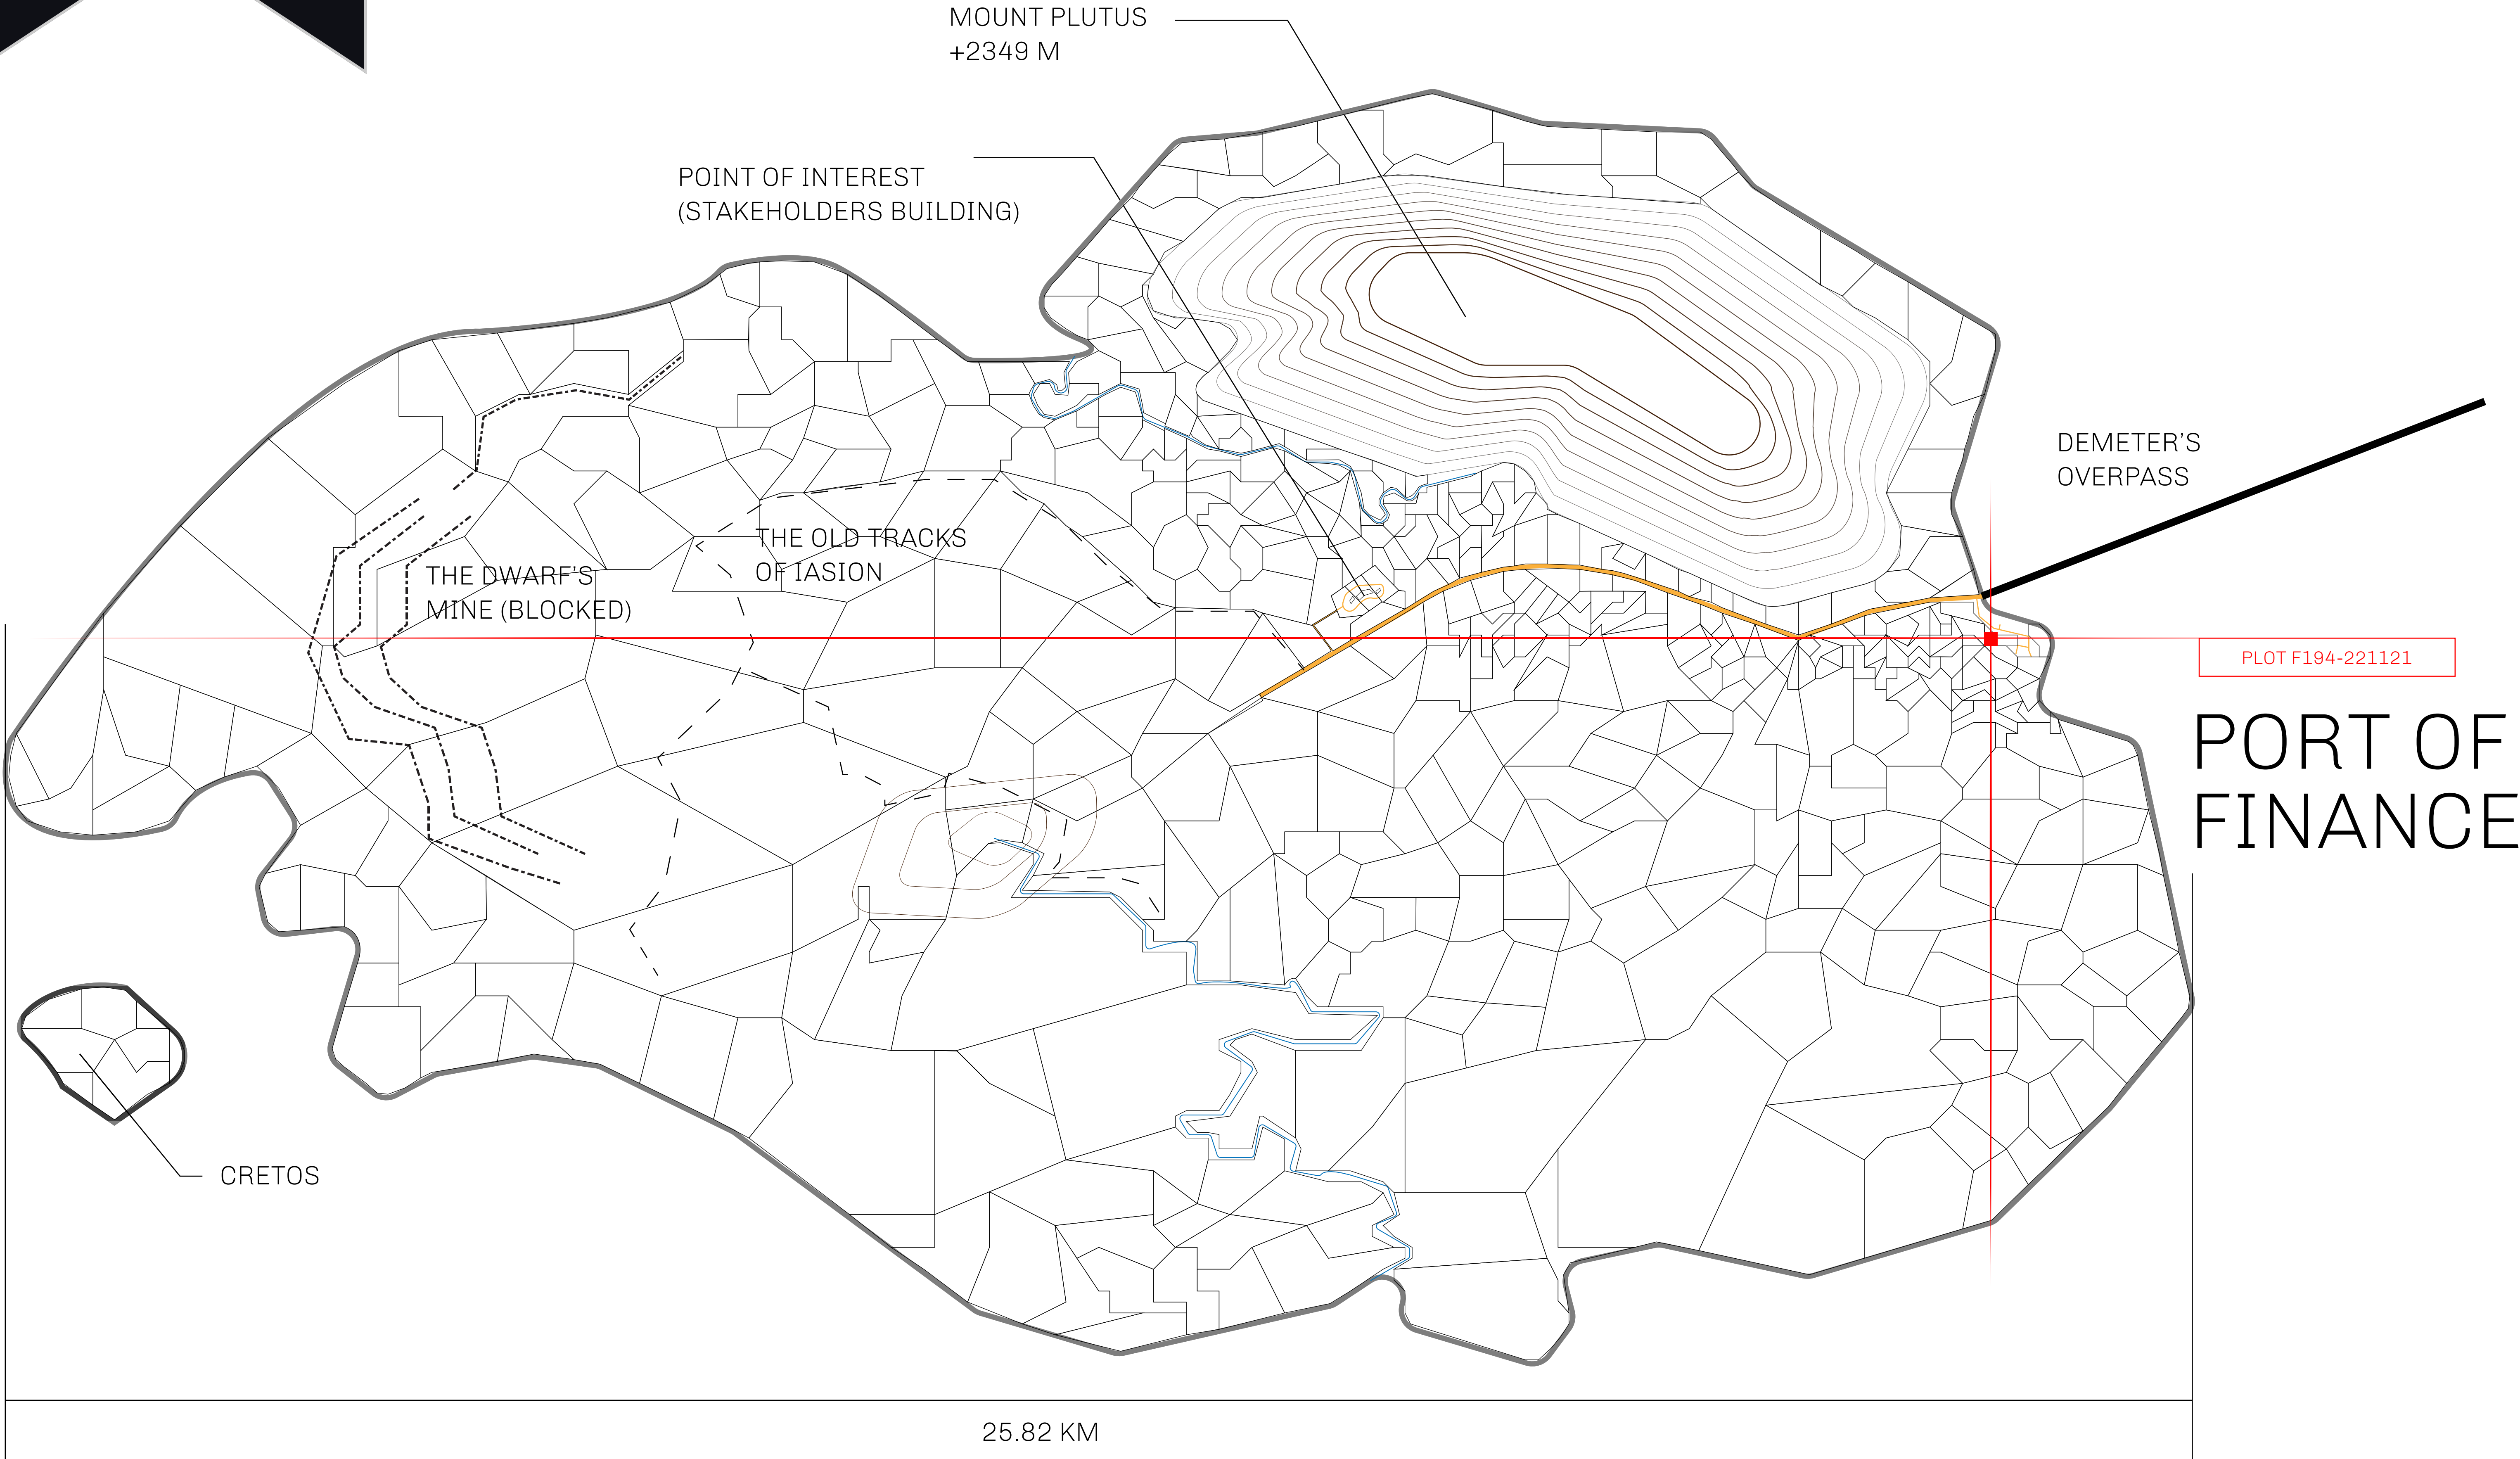 MOUNT PLUTUS
+2349 M
POINT OF INTEREST
(STAKEHOLDERS BUILDING)
DEMETER'S
OVERPASS
THE OLD TRACKS
OF IASION
THE DWARF'S
MINE (BLOCKED)
PLOT F194-221121
PORT OF
FINANCE
CRETOS
25.82 KM